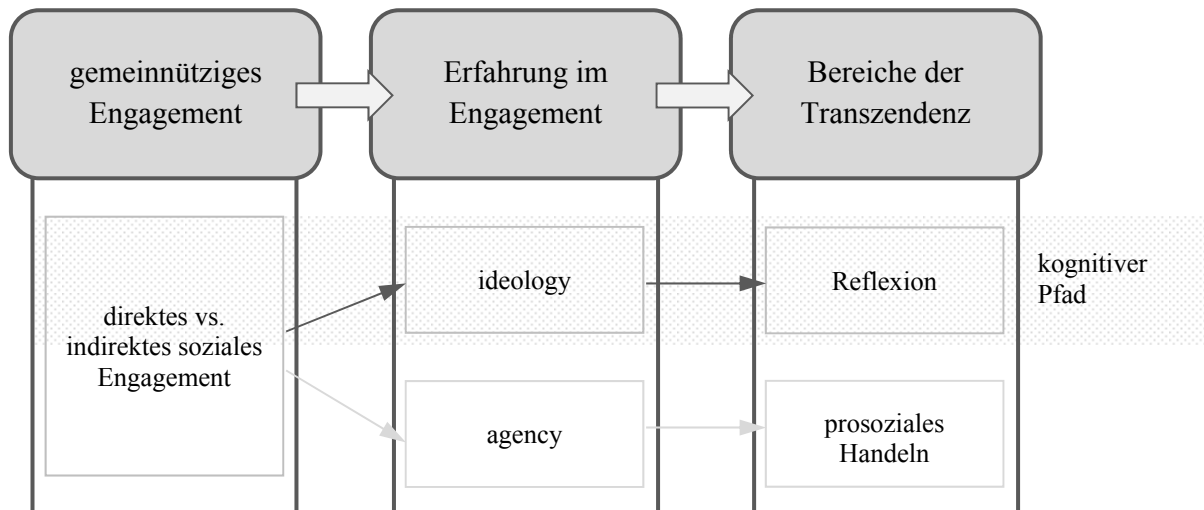 gemeinnütziges
Engagement
Erfahrung im
Engagement
Bereiche der
Transzendenz
direktes vs.
indirektes soziales
Engagement
ideology
Reflexion
kognitiver
Pfad
agency
prosoziales
Handeln